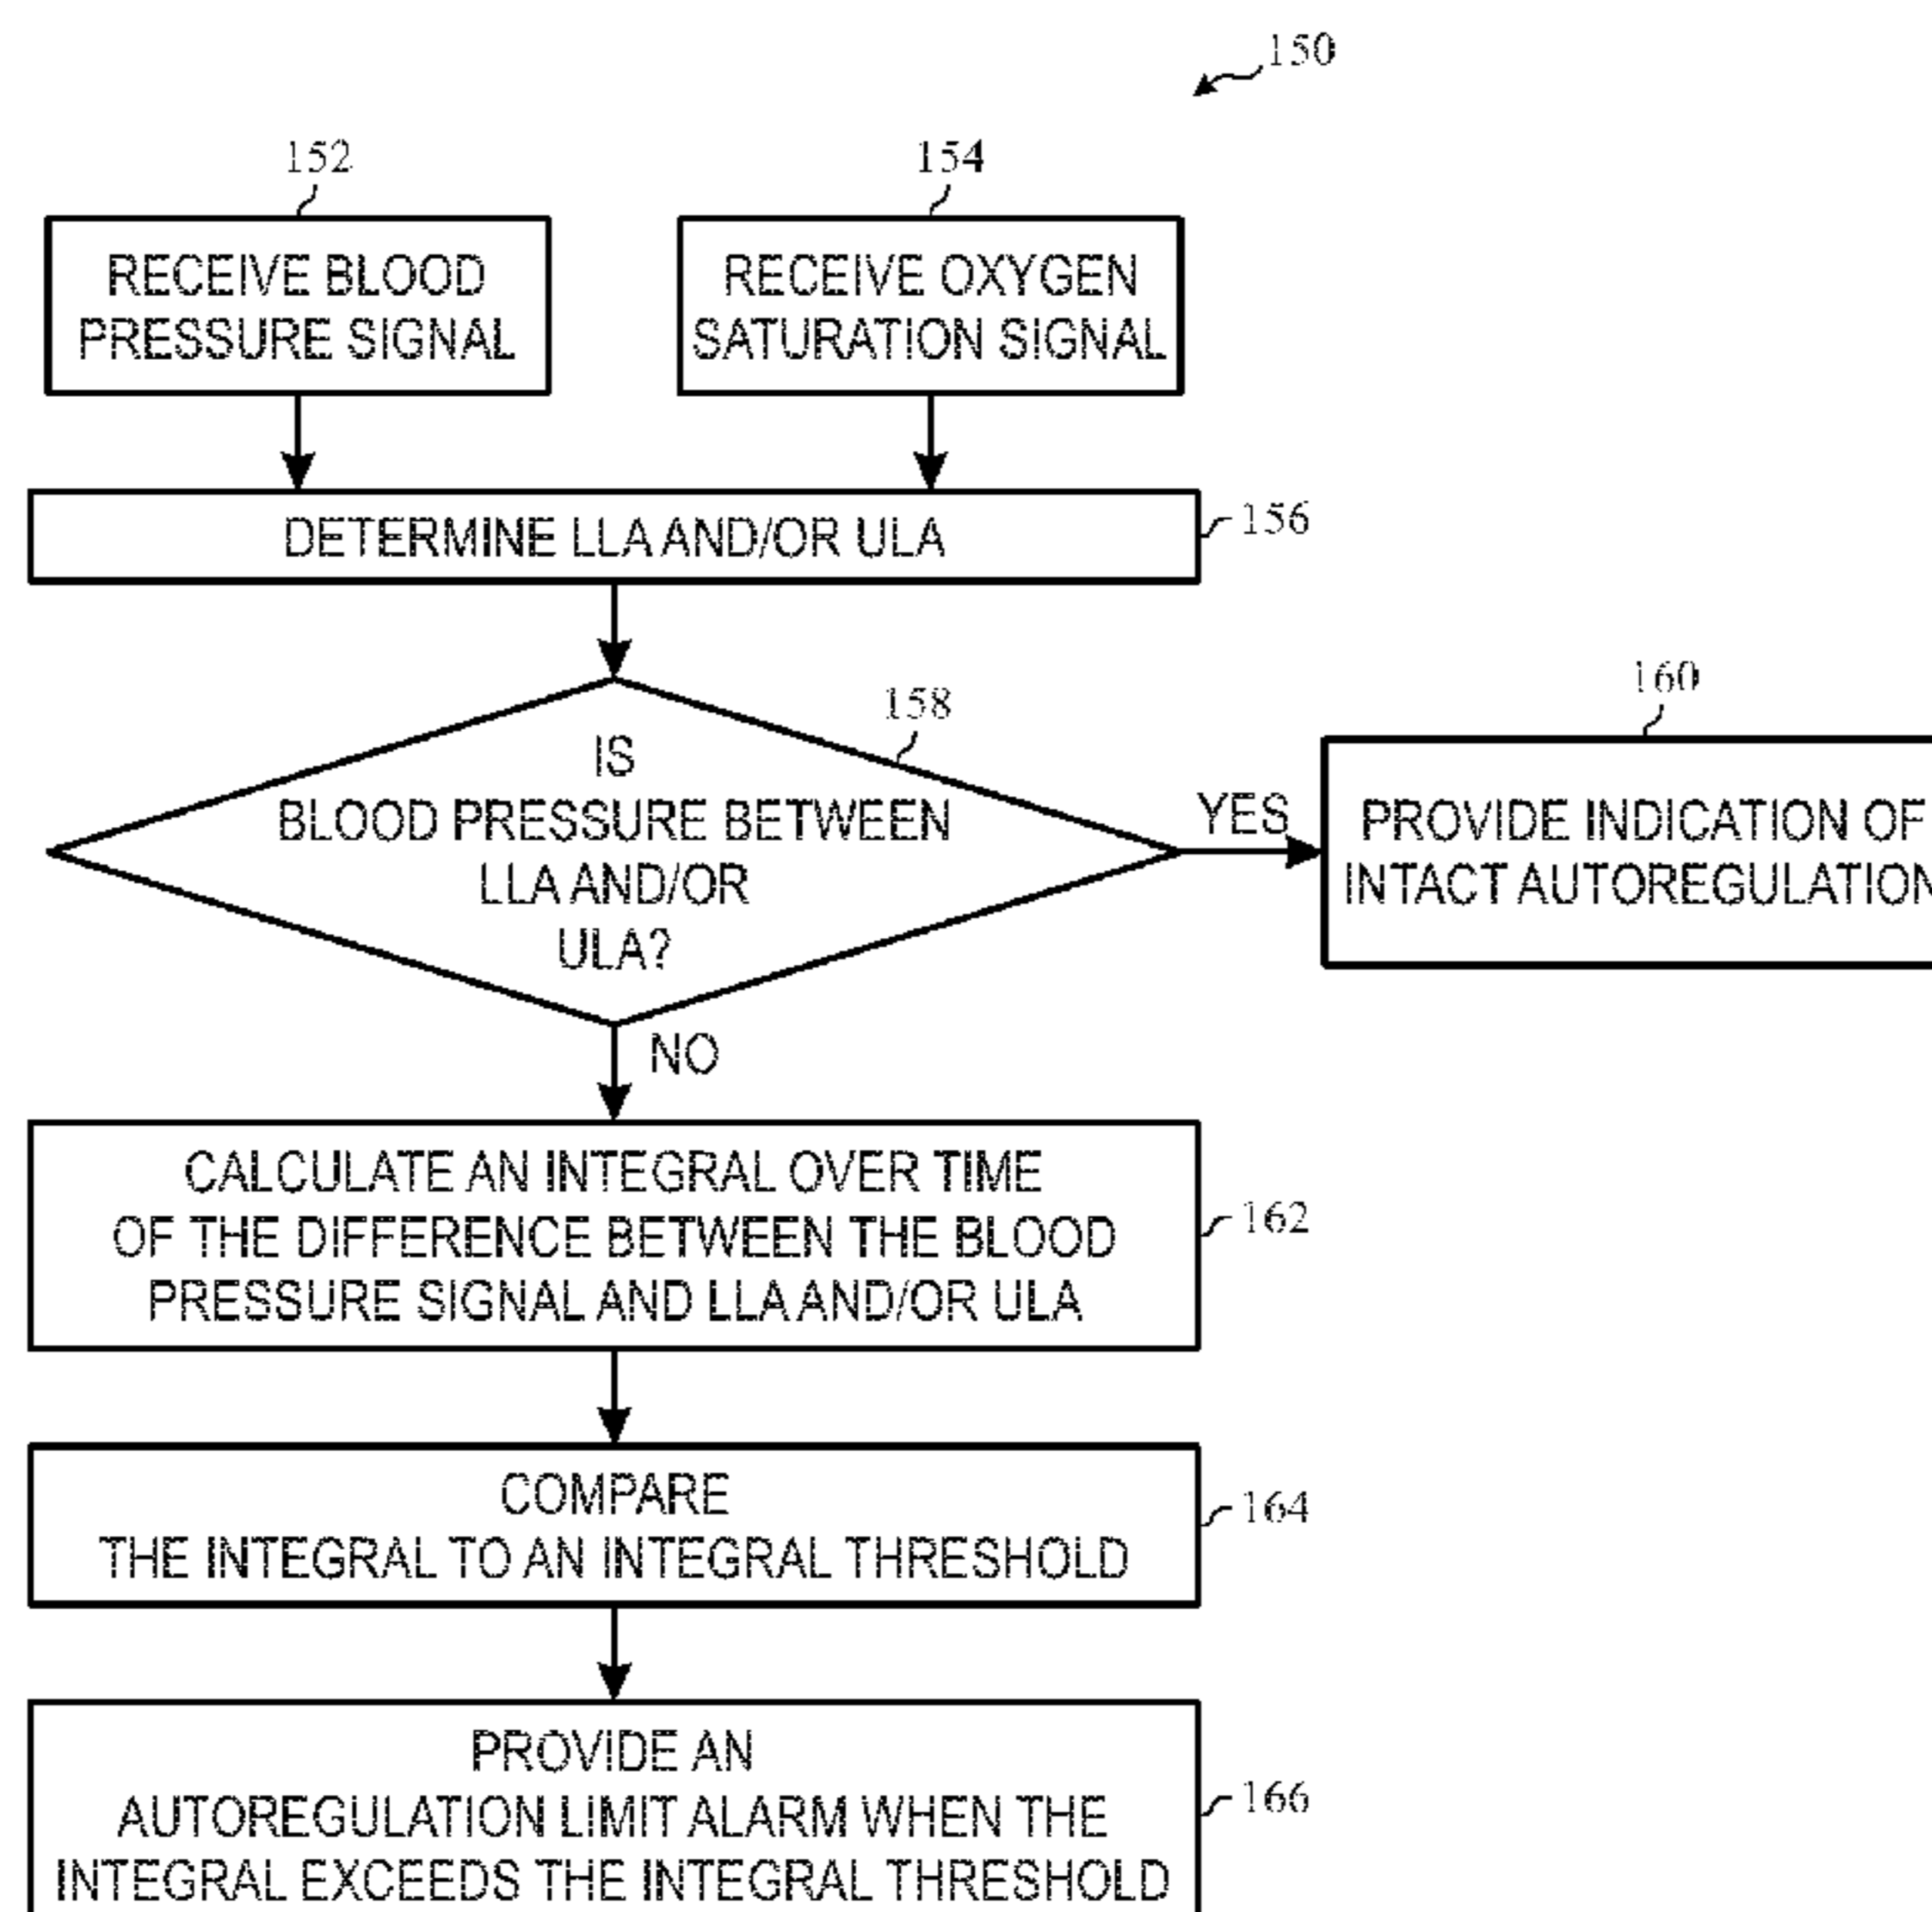 150
152
154
RECEIVE BLOOD
PRESSURE SIGNAL
RECEIVE OXYGEN
SATURATION SIGNAL
DETERMINE LLA AND/OR ULA
156
158
IS
BLOOD PRESSURE BETWEEN
LLA AND/OR
ULA?
YES
160
PROVIDE INDICATION OF
INTACT AUTOREGULATION
NO
CALCULATE AN INTEGRAL OVER TIME
OF THE DIFFERENCE BETWEEN THE BLOOD
PRESSURE SIGNAL AND LLA AND/OR ULA
162
COMPARE
THE INTEGRAL TO AN INTEGRAL THRESHOLD
164
PROVIDE AN
AUTOREGULATION LIMIT ALARM WHEN THE
INTEGRAL EXCEEDS THE INTEGRAL THRESHOLD
166